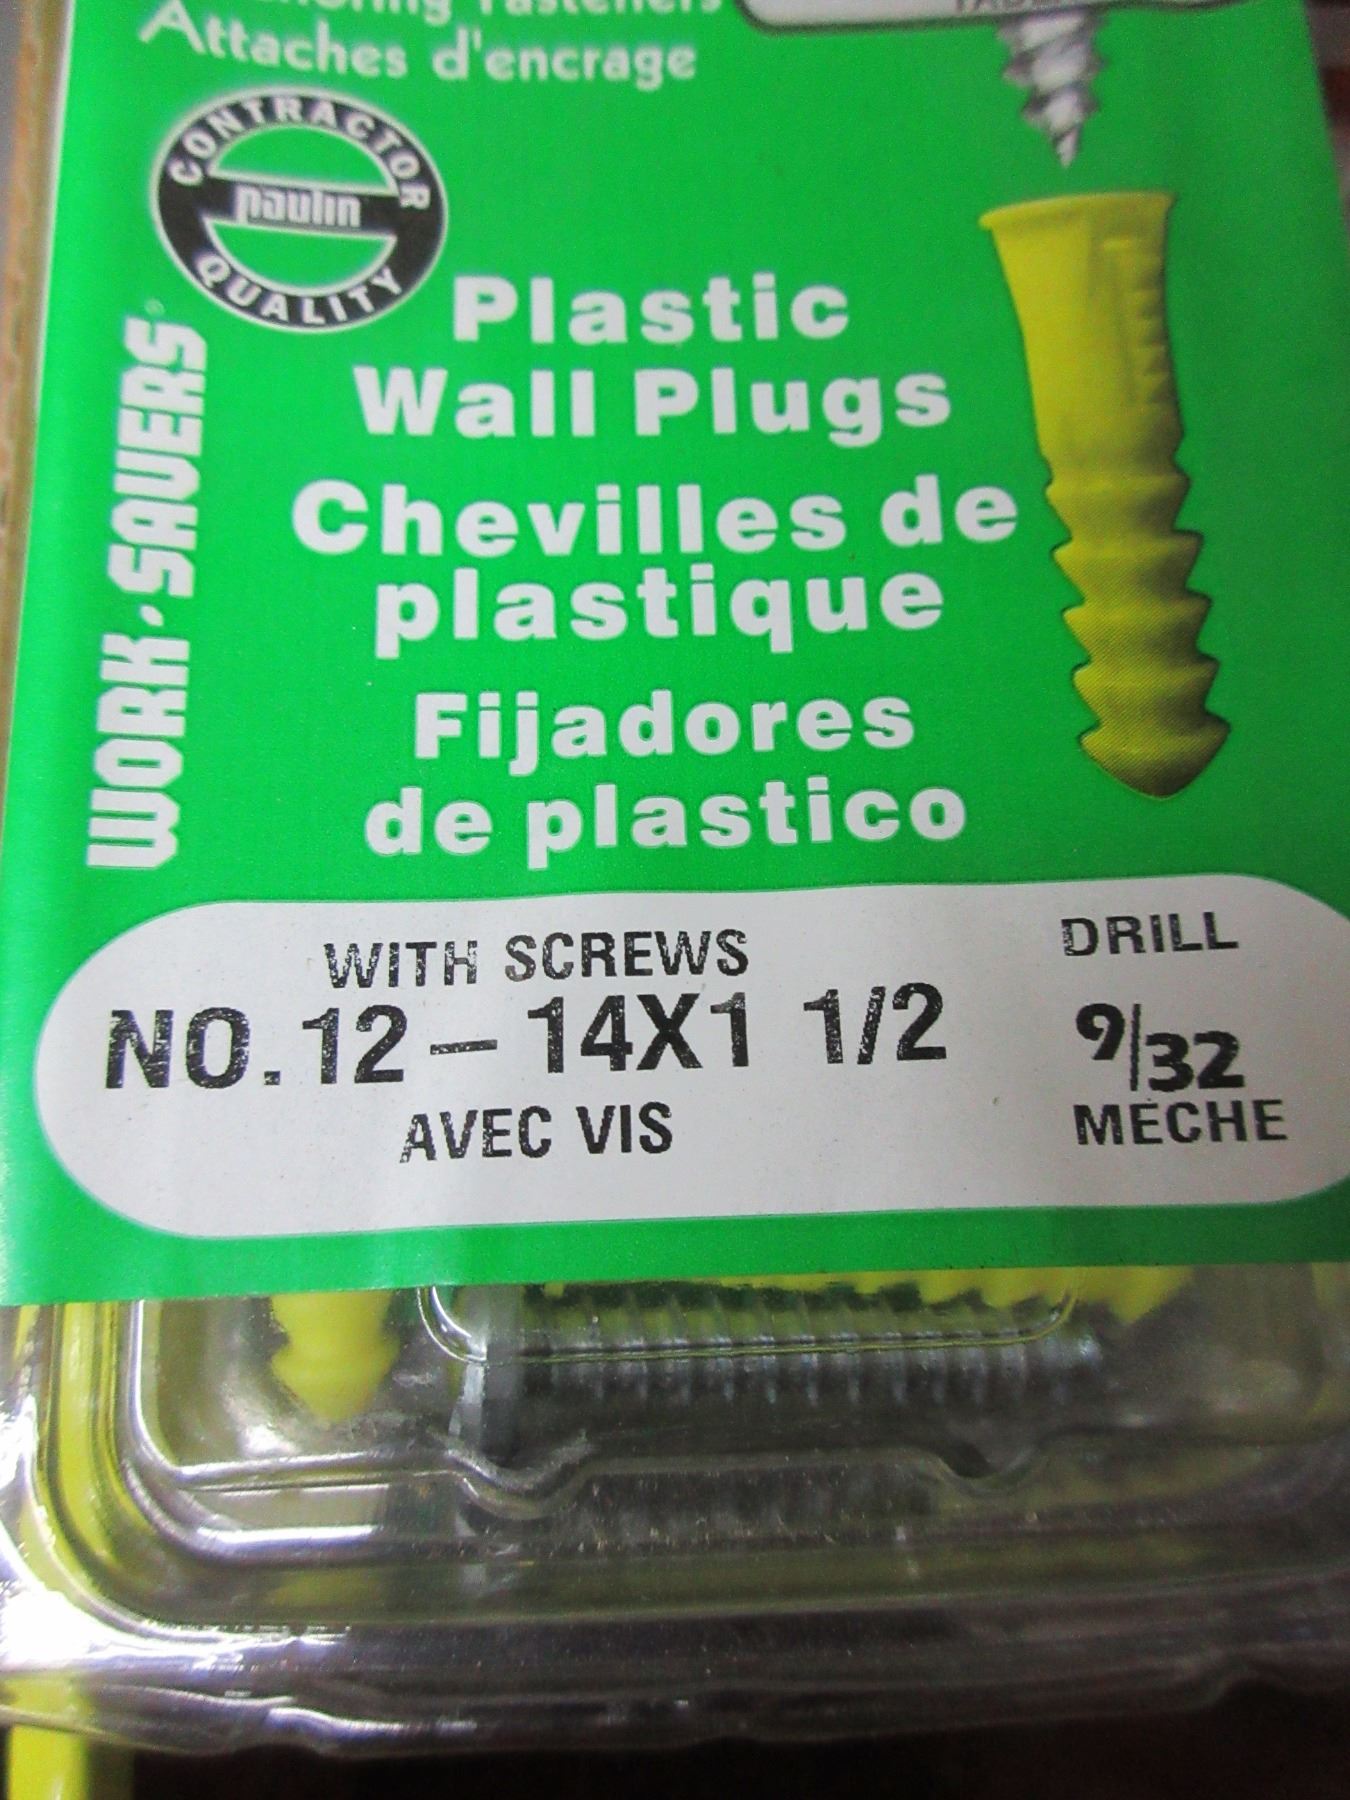 Attaches d'encrage
CONTRACTOR
paulin
QUALITY
WORK·SAVERS
Plastic
Wall Plugs
Chevilles de
plastique
Fijadores
de plastico
WITH SCREWS
NO. 12 – 14X1 1/2
AVEC VIS
DRILL
9/32
MÈCHE